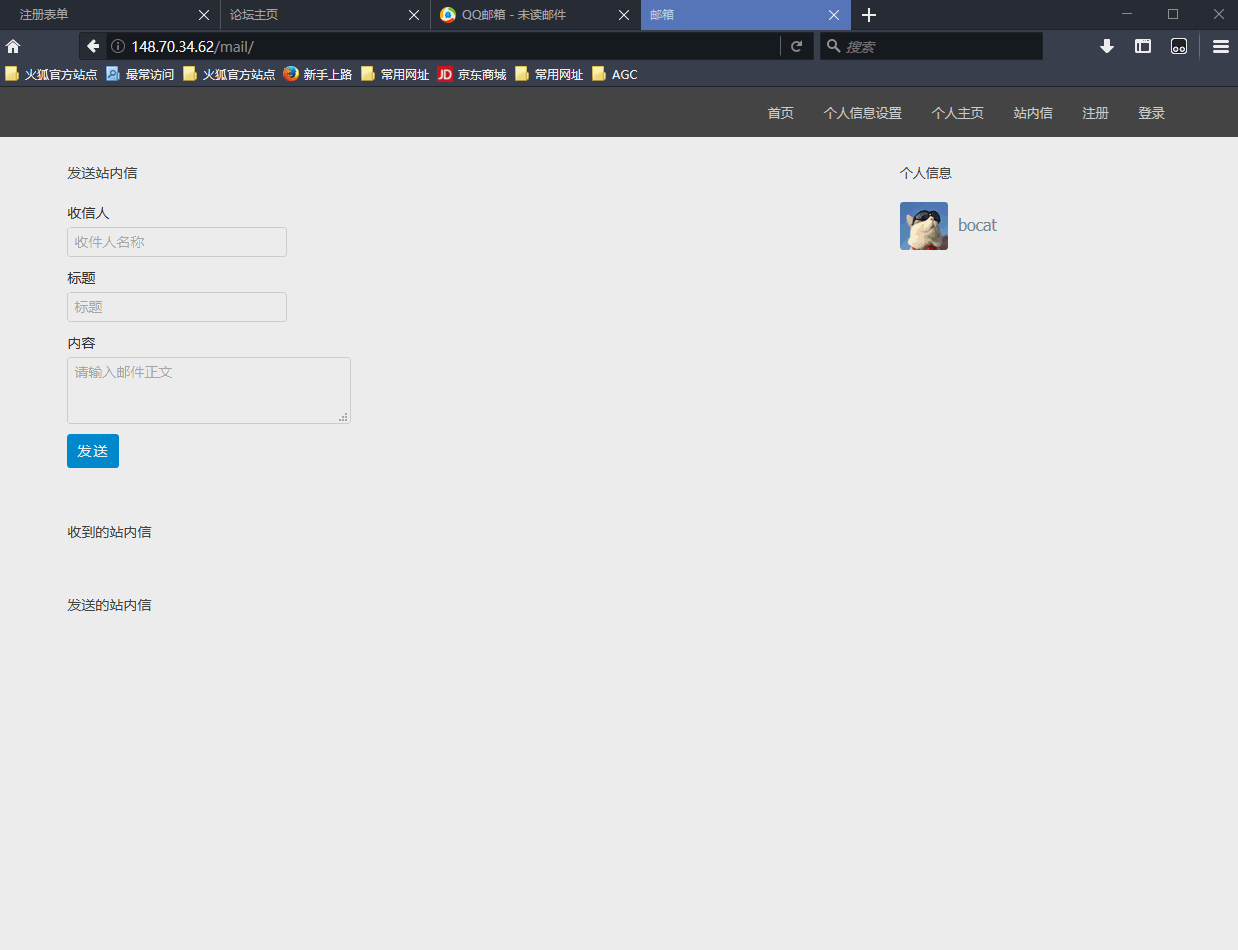 注册表单 论坛主页 QQ邮箱 - 未读邮件 邮箱
148.70.34.62/mail/ 搜索
火狐官方站点 最常访问 火狐官方站点 新手上路 常用网址 JD 京东商城 常用网址 AGC
首页 个人信息设置 个人主页 站内信 注册 登录
发送站内信
收信人
收件人名称
标题
标题
内容
请输入邮件正文
发送
收到的站内信
发送的站内信
个人信息
bocat